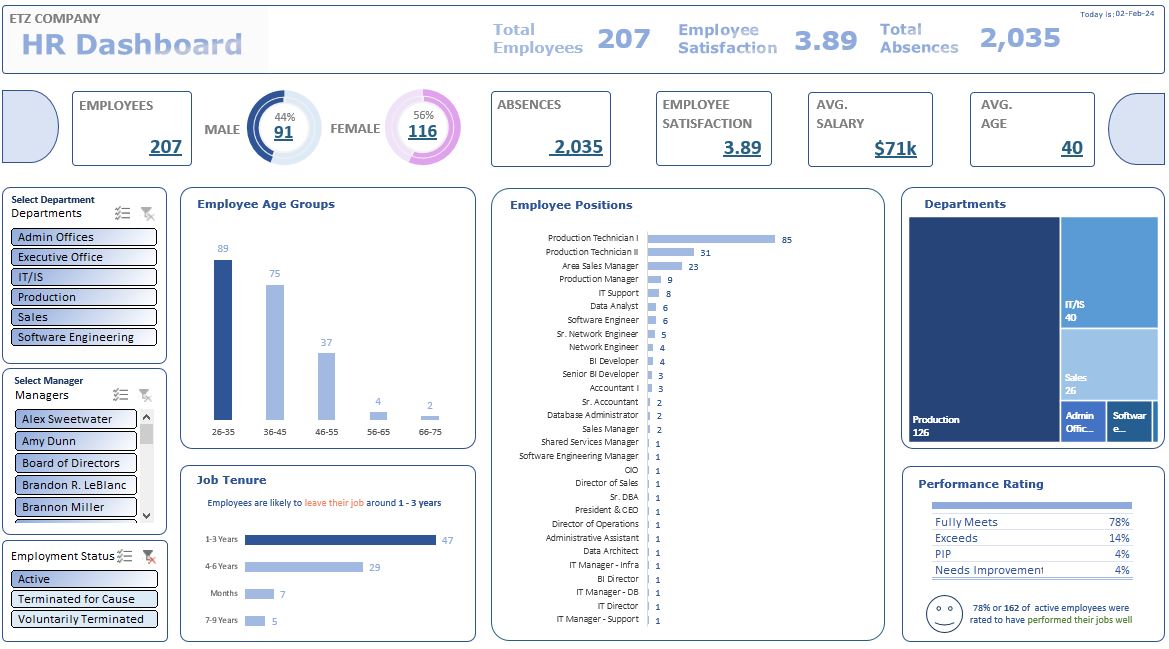 ETZ COMPANY
HR Dashboard
Total Employees 207
Employee Satisfaction 3.89
Total Absences 2,035
Today is: 02-Feb-24
EMPLOYEES
207
MALE
44%
91
FEMALE
56%
116
ABSENCES
2,035
EMPLOYEE
SATISFACTION
3.89
AVG.
SALARY
$71k
AVG.
AGE
40
Select Department
Departments
Admin Offices
Executive Office
IT/IS
Production
Sales
Software Engineering
Select Manager
Managers
Alex Sweetwater
Amy Dunn
Board of Directors
Brandon R. LeBlanc
Brannon Miller
Employment Status
Active
Terminated for Cause
Voluntarily Terminated
Employee Age Groups
89
75
37
4
2
26-35 36-45 46-55 56-65 66-75
Job Tenure
Employees are likely to leave their job around 1 - 3 years
1-3 Years 47
4-6 Years 29
Months 7
7-9 Years 5
Employee Positions
Production Technician I 85
Production Technician II 31
Area Sales Manager 23
Production Manager 9
IT Support 8
Data Analyst 6
Software Engineer 6
Sr. Network Engineer 5
Network Engineer 4
BI Developer 4
Senior BI Developer 3
Accountant I 3
Sr. Accountant 2
Database Administrator 2
Sales Manager 2
Shared Services Manager 1
Software Engineering Manager 1
CIO 1
Director of Sales 1
Sr. DBA 1
President & CEO 1
Director of Operations 1
Administrative Assistant 1
Data Architect 1
IT Manager - Infra 1
BI Director 1
IT Manager - DB 1
IT Director 1
IT Manager - Support 1
Departments
Production
126
IT/IS
40
Sales
26
Admin
Offic...
Softwar
e...
Performance Rating
Fully Meets 78%
Exceeds 14%
PIP 4%
Needs Improvement 4%
78% or 162 of active employees were
rated to have performed their jobs well